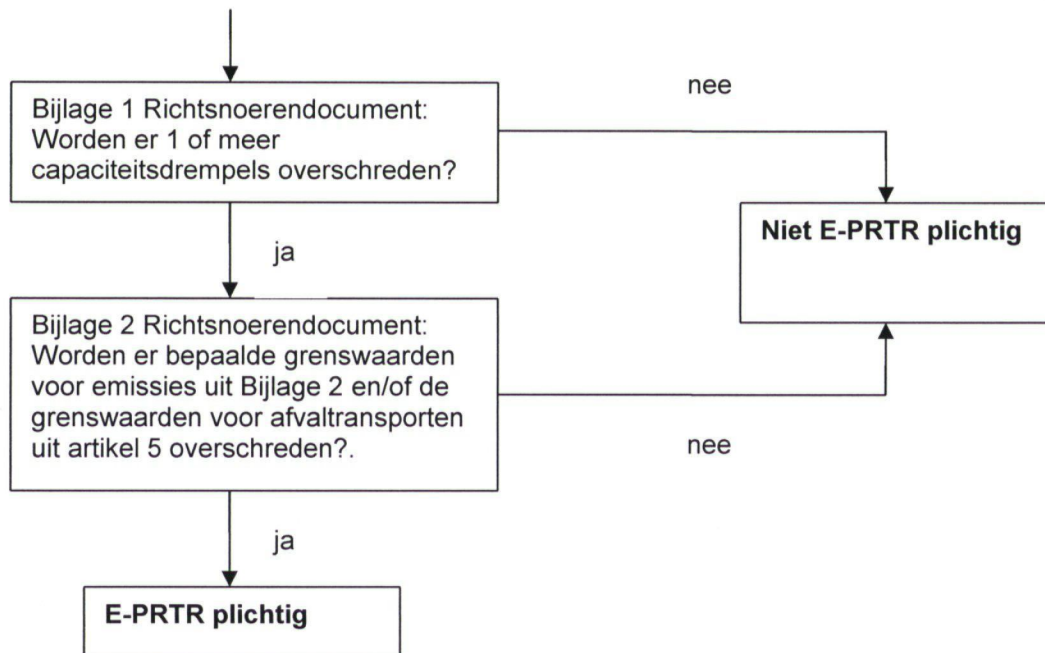 Bijlage 1 Richtsnoerendocument:
Worden er 1 of meer
capaciteitsdrempels overschreden?
nee
Niet E-PRTR plichtig
ja
Bijlage 2 Richtsnoerendocument:
Worden er bepaalde grenswaarden
voor emissies uit Bijlage 2 en/of de
grenswaarden voor afvaltransporten
uit artikel 5 overschreden?.
nee
ja
E-PRTR plichtig